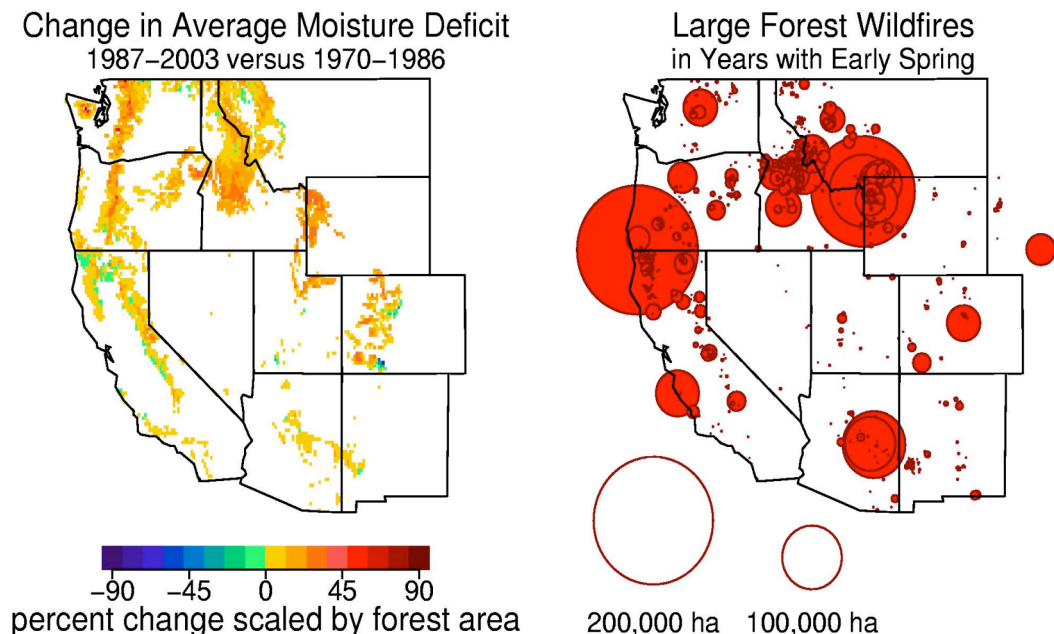 Change in Average Moisture Deficit
1987−2003 versus 1970−1986
−90 −45 0 45 90
percent change scaled by forest area
Large Forest Wildfires
in Years with Early Spring
200,000 ha 100,000 ha